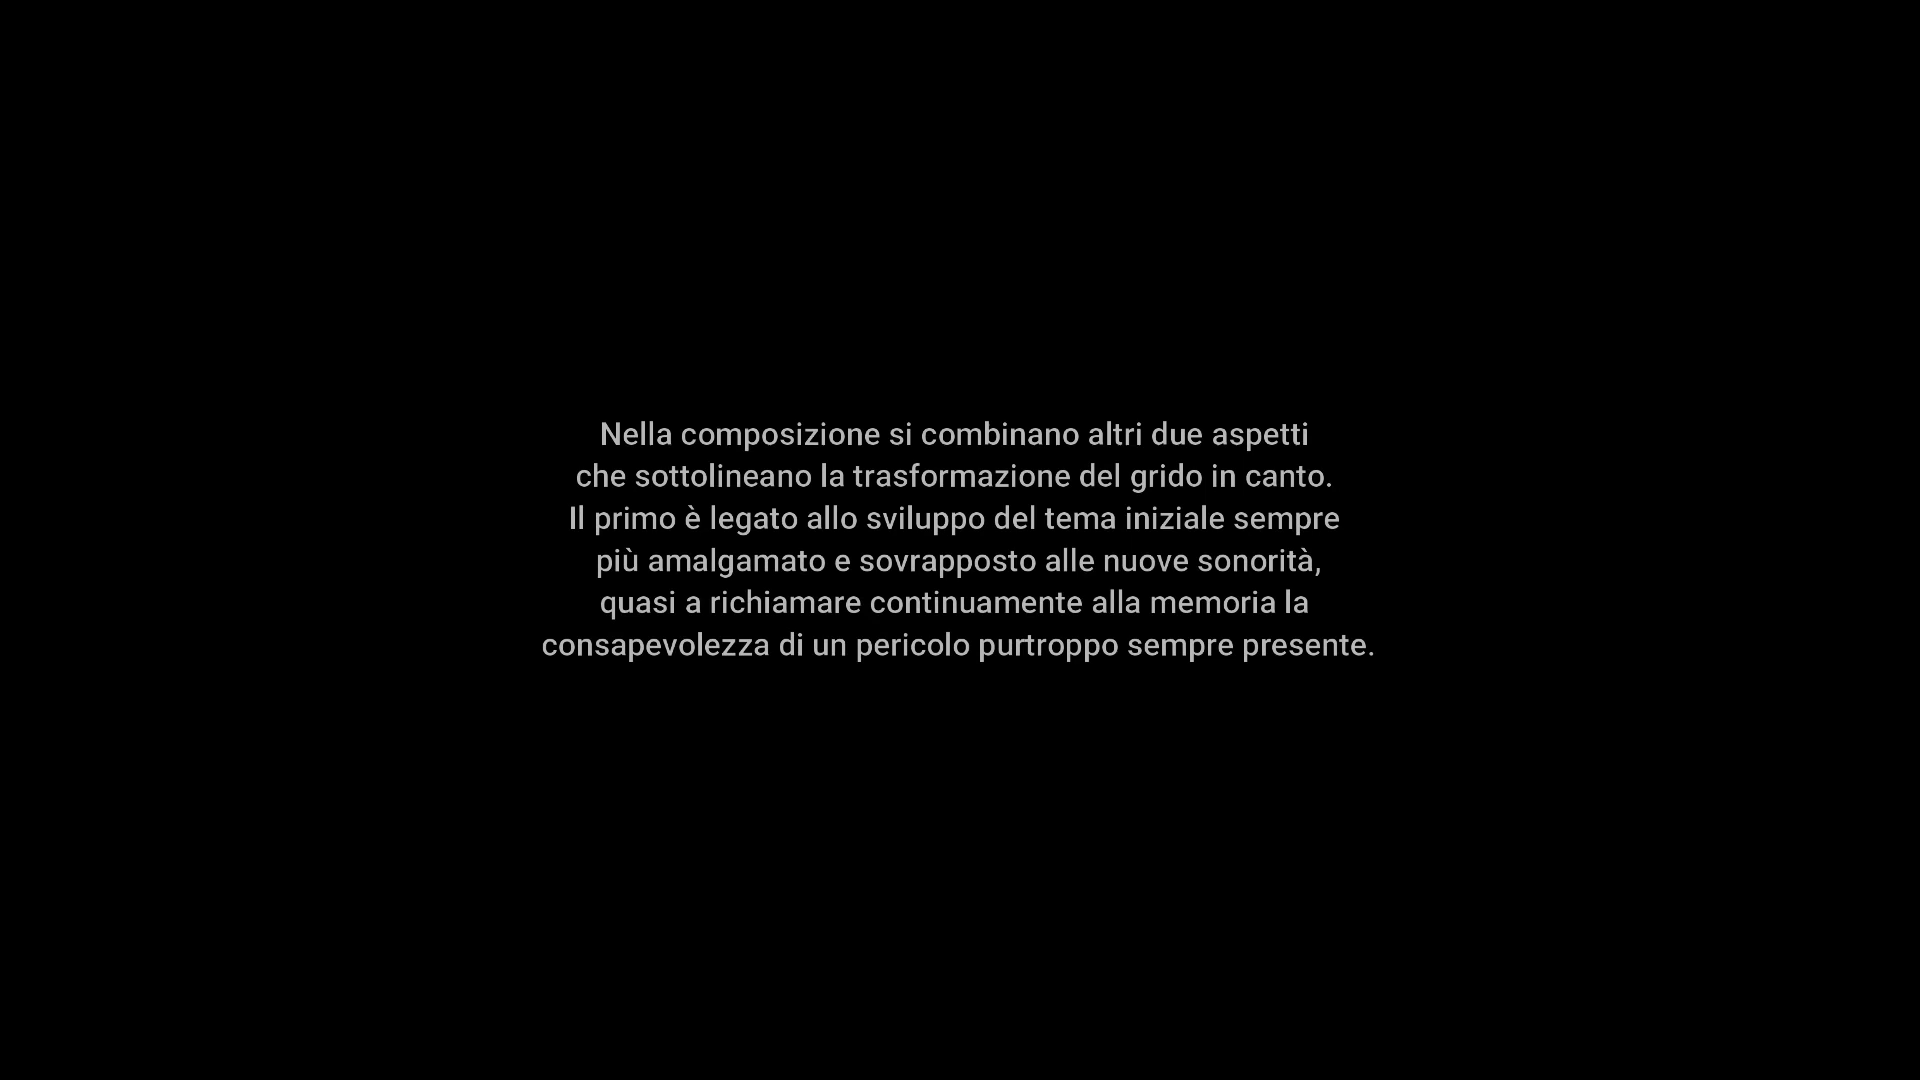 Nella composizione si combinano altri due aspetti
che sottolineano la trasformazione del grido in canto.
Il primo è legato allo sviluppo del tema iniziale sempre
più amalgamato e sovrapposto alle nuove sonorità,
quasi a richiamare continuamente alla memoria la
consapevolezza di un pericolo purtroppo sempre presente.